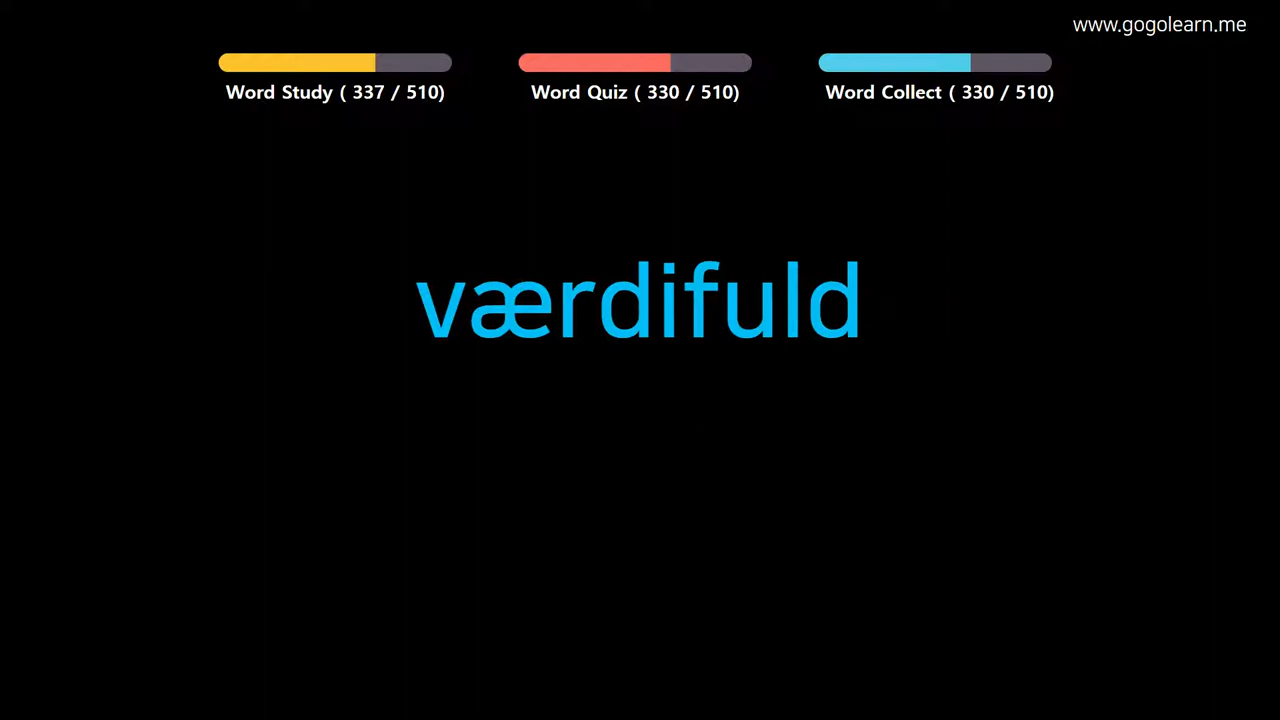 www.gogolearn.me
Word Study ( 337 / 510)
Word Quiz ( 330 / 510)
Word Collect ( 330 / 510)
værdifuld